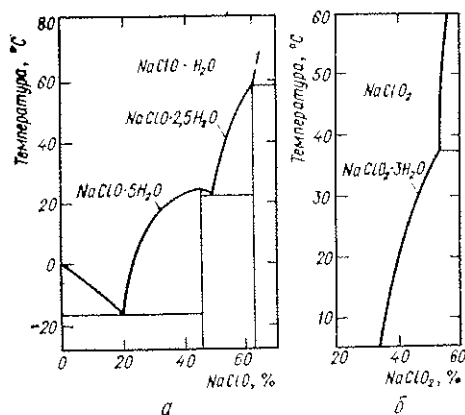 Температура, °C
80
60
40
20
0
-20
NaClO - H₂O
1
NaClO·2,5H₂O
NaClO·5H₂O
0 20 40 60
NaClO, %
а
Температура, °C
60
50
40
30
20
10
NaClO₂
NaClO₂·3H₂O
20 40 60
NaClO₂, %
б